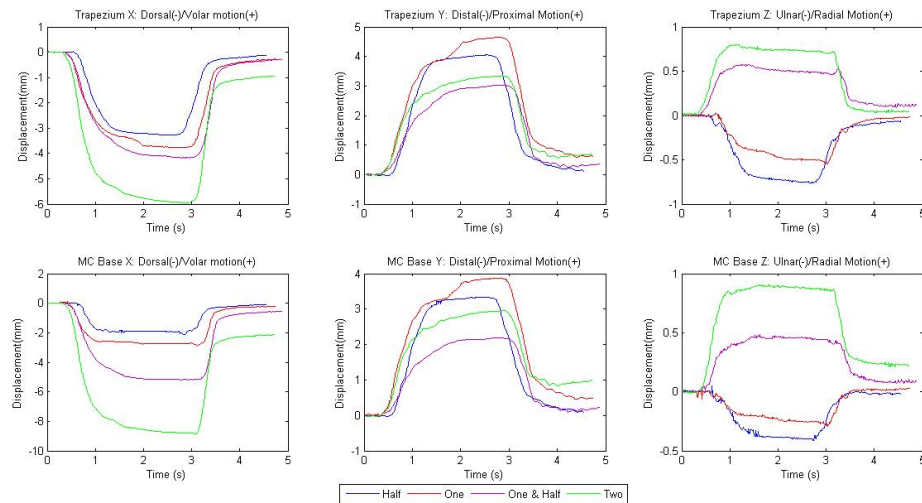 Trapezium X: Dorsal(-)/Volar motion(+)
Trapezium Y: Distal(-)/Proximal Motion(+)
Trapezium Z: Ulnar(-)/Radial Motion(+)
Displacement(mm)
1
0
-1
-2
-3
-4
-5
-6
0 1 2 3 4 5
Time (s)
Displacement(mm)
5
4
3
2
1
0
-1
0 1 2 3 4 5
Time (s)
Displacement(mm)
1
0.5
0
-0.5
-1
0 1 2 3 4 5
Time (s)
MC Base X: Dorsal(-)/Volar motion(+)
MC Base Y: Distal(-)/Proximal Motion(+)
MC Base Z: Ulnar(-)/Radial Motion(+)
Displacement(mm)
2
0
-2
-4
-6
-8
-10
0 1 2 3 4 5
Time (s)
Displacement(mm)
4
3
2
1
0
-1
0 1 2 3 4 5
Time (s)
Displacement(mm)
1
0.5
0
-0.5
0 1 2 3 4 5
Time (s)
Half One One & Half Two